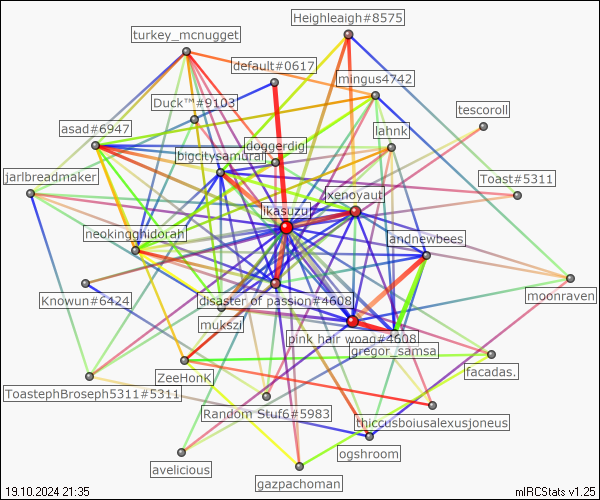 Heighleaigh#8575
turkey_mcnugget
default#0617
mingus4742
Duck™#9103
tescoroll
asad#6947
lahnk
doggerdig
bigcitysamurai
jarlbreadmaker
Toast#5311
xenoyaut
ikasuzu
neokingghidorah
andnewbees
moonraven
Knowun#6424
disaster of passion#4608
mukszi
pink hair woag#4608
gregor_samsa
facadas.
ZeeHonK
ToastephBroseph5311#5311
Random Stuf6#5983
thiccusboiusalexusjoneus
ogshroom
avelicious
gazpachoman
19.10.2024 21:35
mIRCStats v1.25